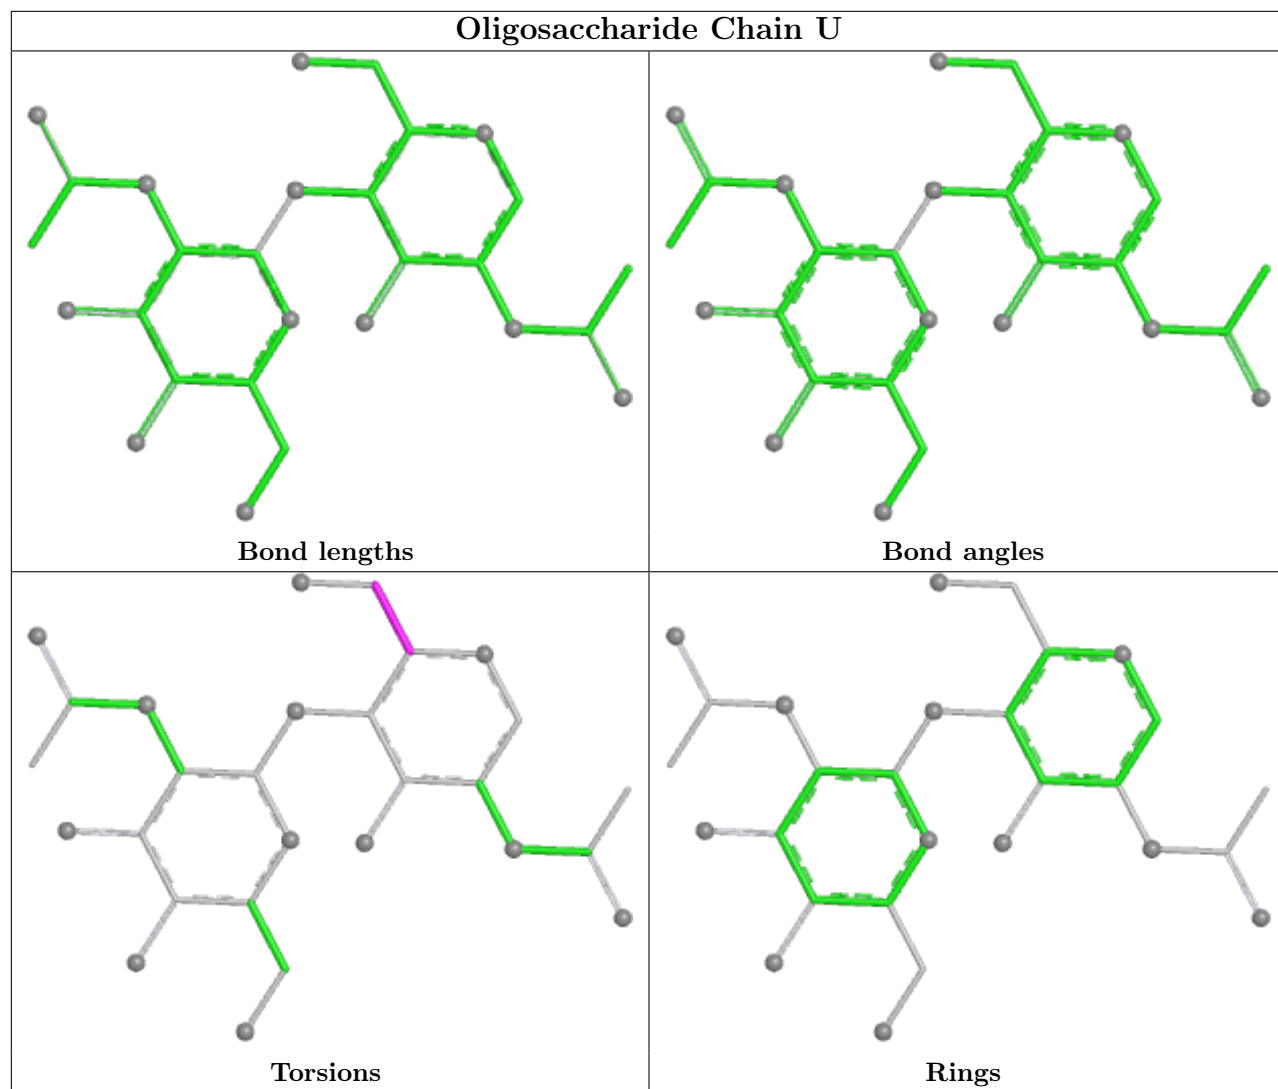 Oligosaccharide Chain U
Bond lengths
Bond angles
Torsions
Rings